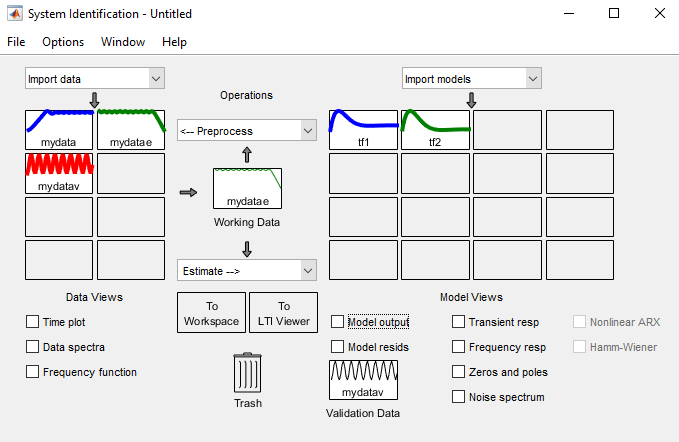 System Identification - Untitled
File Options Window Help
Import data
Import models
Operations
<-- Preprocess
mydata
mydatae
tf1
tf2
mydatav
mydatae
Working Data
Estimate -->
Data Views
Model Views
To
Workspace
To
LTI Viewer
Time plot
Data spectra
Frequency function
Model output
Model resids
Transient resp
Frequency resp
Zeros and poles
Noise spectrum
Nonlinear ARX
Hamm-Wiener
Trash
mydatav
Validation Data